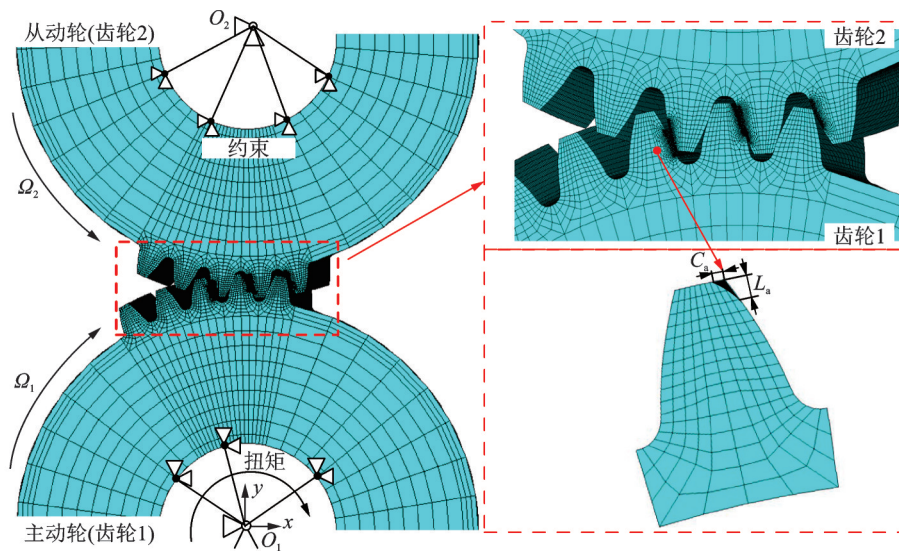 从动轮(齿轮2)
O₂
约束
Ω₂
Ω₁
扭矩
y
x
O₁
主动轮(齿轮1)
齿轮2
齿轮1
Cₐ
Lₐ